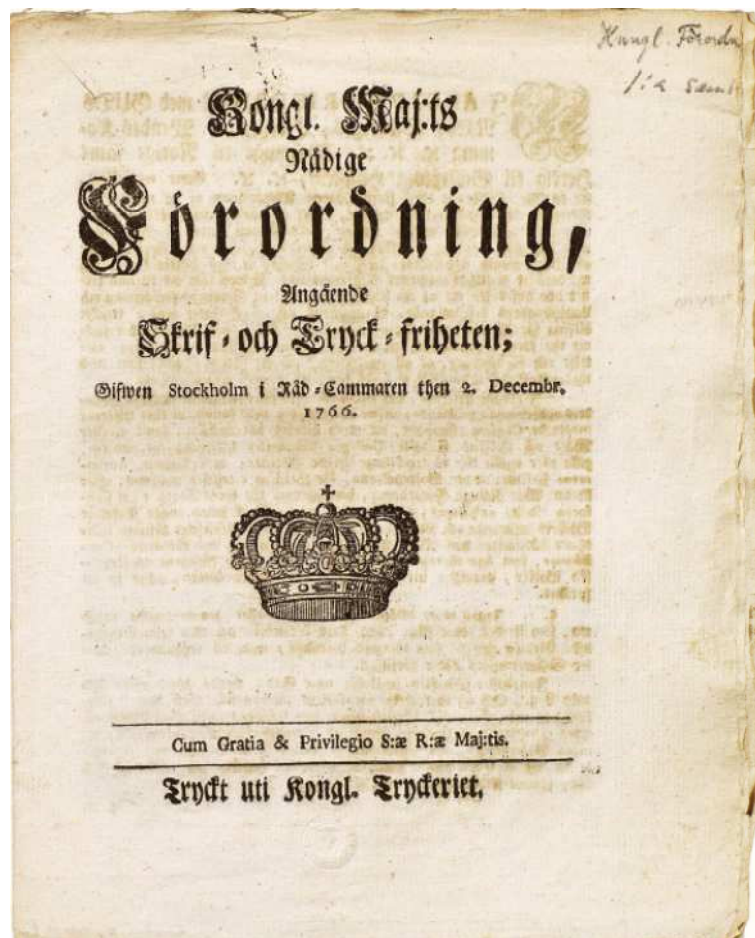 Hungl. Förordn
Kongl. Maj:ts
Nådige
Förordning,
Angående
Skrif-och Tryck-friheten;
Gifwen Stockholm i Råd-Cammaren then 2. Decembr.
1766.
Cum Gratia & Privilegio S:æ R:æ Maj:tis.
Tryckt uti Kongl. Tryckeriet.